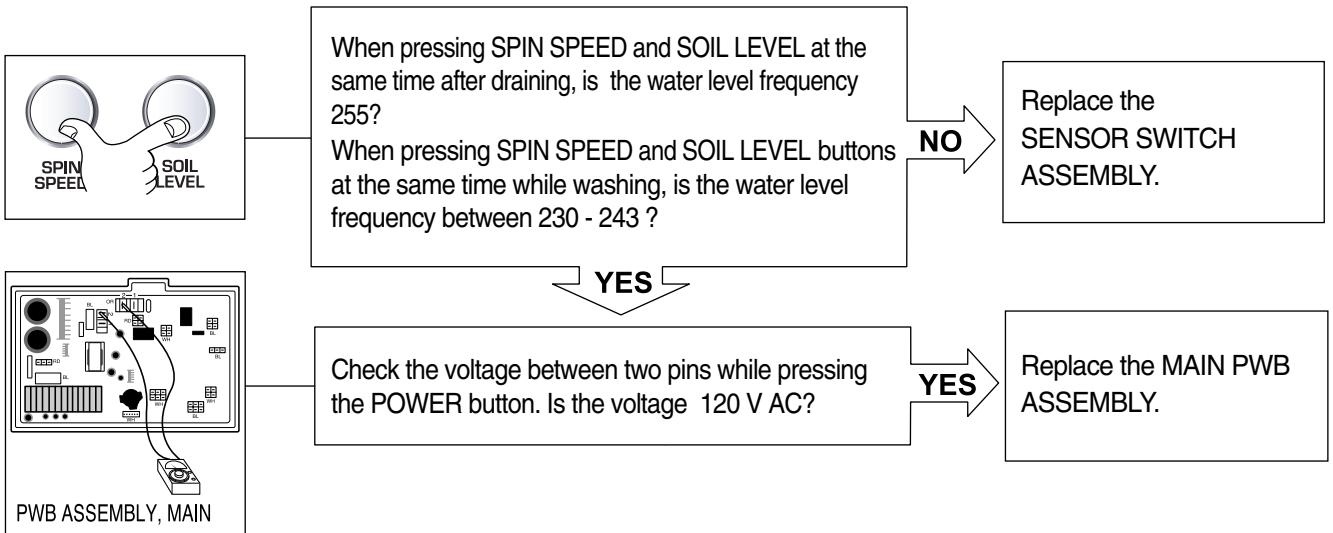 SPIN
SPEED
SOIL
LEVEL
When pressing SPIN SPEED and SOIL LEVEL at the
same time after draining, is the water level frequency
255?
When pressing SPIN SPEED and SOIL LEVEL buttons
at the same time while washing, is the water level
frequency between 230 - 243 ?
NO
Replace the
SENSOR SWITCH
ASSEMBLY.
YES
PWB ASSEMBLY, MAIN
Check the voltage between two pins while pressing
the POWER button. Is the voltage 120 V AC?
YES
Replace the MAIN PWB
ASSEMBLY.